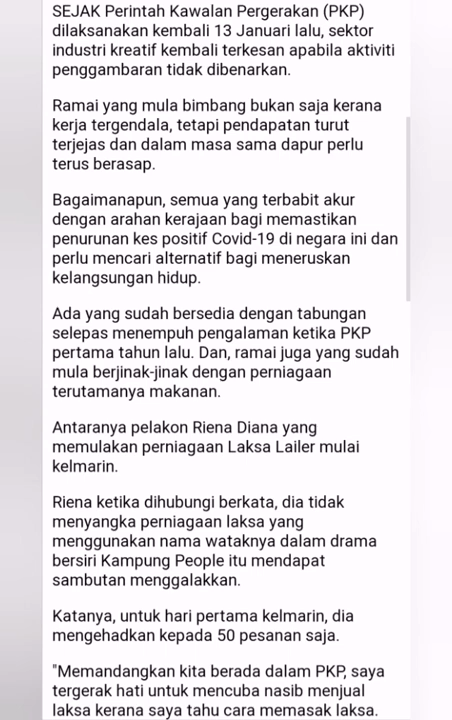 SEJAK Perintah Kawalan Pergerakan (PKP)
dilaksanakan kembali 13 Januari lalu, sektor
industri kreatif kembali terkesan apabila aktiviti
penggambaran tidak dibenarkan.
Ramai yang mula bimbang bukan saja kerana
kerja tergendala, tetapi pendapatan turut
terjejas dan dalam masa sama dapur perlu
terus berasap.
Bagaimanapun, semua yang terbabit akur
dengan arahan kerajaan bagi memastikan
penurunan kes positif Covid-19 di negara ini dan
perlu mencari alternatif bagi meneruskan
kelangsungan hidup.
Ada yang sudah bersedia dengan tabungan
selepas menempuh pengalaman ketika PKP
pertama tahun lalu. Dan, ramai juga yang sudah
mula berjinak-jinak dengan perniagaan
terutamanya makanan.
Antaranya pelakon Riena Diana yang
memulakan perniagaan Laksa Lailer mulai
kelmarin.
Riena ketika dihubungi berkata, dia tidak
menyangka perniagaan laksa yang
menggunakan nama wataknya dalam drama
bersiri Kampung People itu mendapat
sambutan menggalakkan.
Katanya, untuk hari pertama kelmarin, dia
mengehadkan kepada 50 pesanan saja.
"Memandangkan kita berada dalam PKP, saya
tergerak hati untuk mencuba nasib menjual
laksa kerana saya tahu cara memasak laksa.